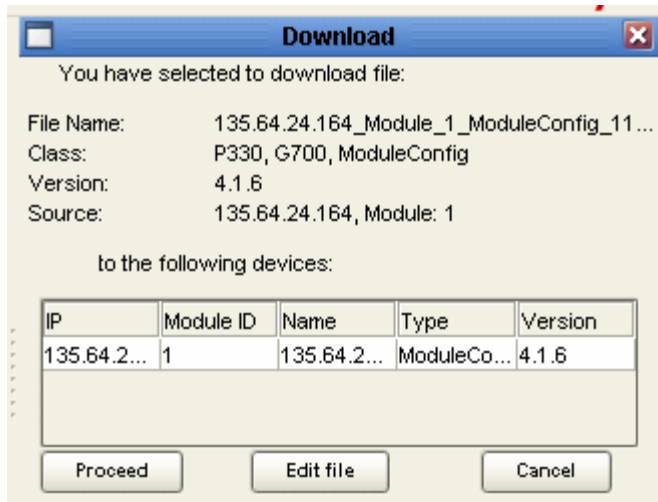 Download
You have selected to download file:
File Name: 135.64.24.164_Module_1_ModuleConfig_11...
Class: P330, G700, ModuleConfig
Version: 4.1.6
Source: 135.64.24.164, Module: 1
to the following devices:
IP Module ID Name Type Version
135.64.2... 1 135.64.2... ModuleCo... 4.1.6
Proceed Edit file Cancel